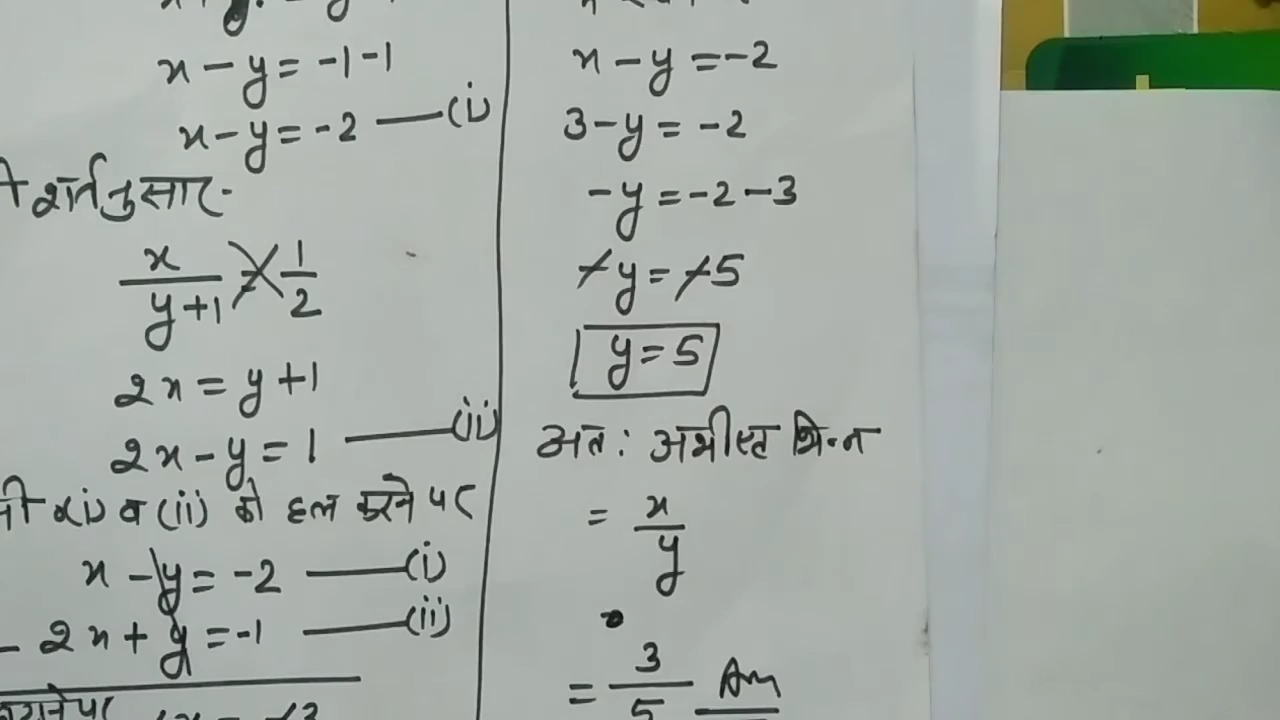 x - y = -1 - 1
x - y = -2 —(i)
शर्तनुसार-
x/(y+1) = 1/2
2x = y + 1
2x - y = 1 —(ii)
(i) व (ii) को हल करने पर
x - y = -2 —(i)
- 2x + y = -1 —(ii)
x - y = -2
3 - y = -2
-y = -2 - 3
-y = -5
y = 5
अत: अभीस्ट भिन्न
= x/y
= 3/5 Ans